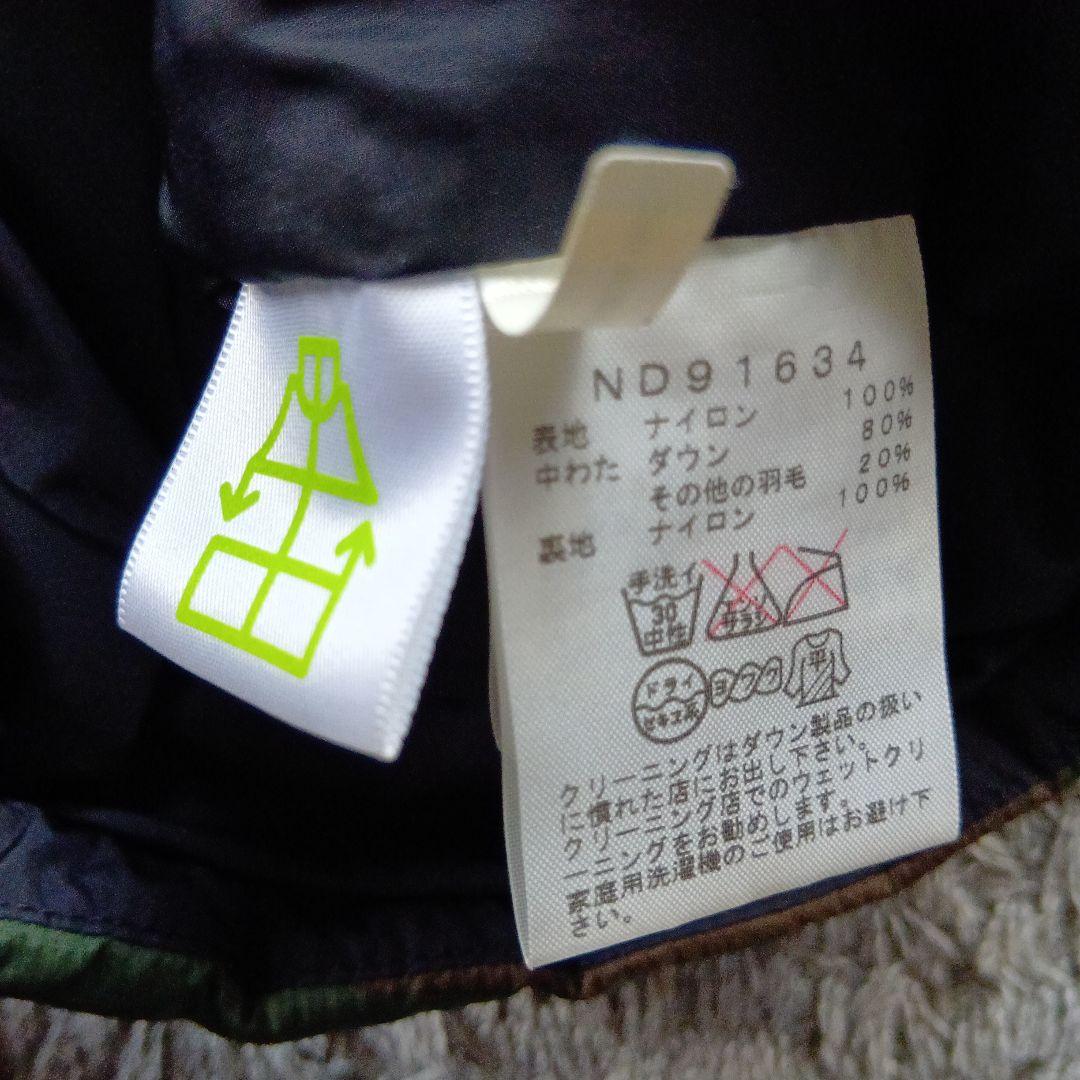 ND91634
表地 ナイロン 100%
中わた ダウン 80%
その他の羽毛 20%
裏地 ナイロン 100%
手洗イ
30
中性
エンソ
サラシ
ドライ
セキユ系
ヨワク
平
クリーニングはダウン製品の扱い
に慣れた店にお出し下さい。
クリーニング店でのウェットクリ
ーニングをお勧めします。
家庭用洗濯機のご使用はお避け下
さい。